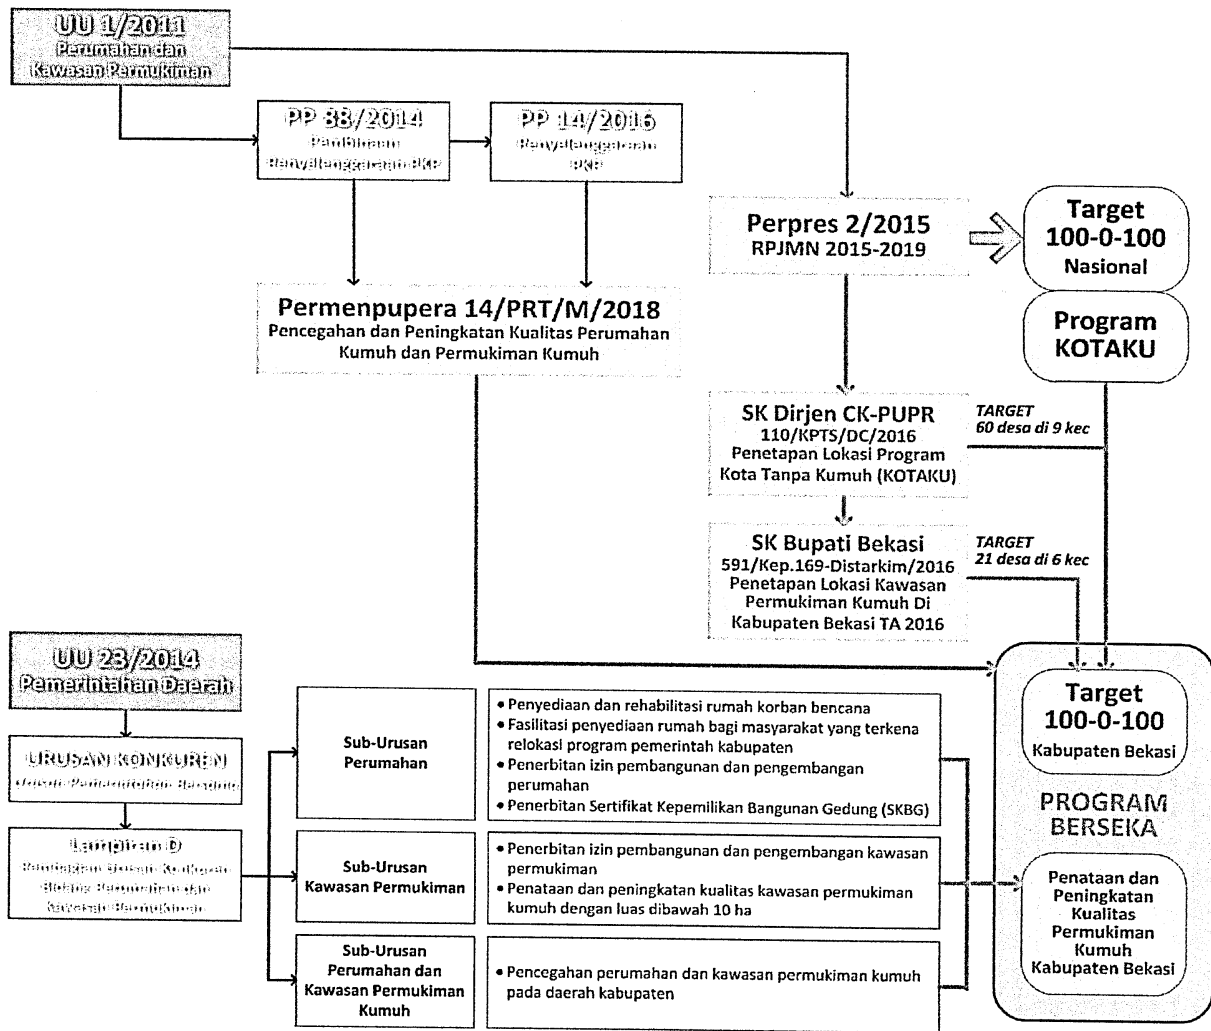 UU 1/2011
Perumahan dan
Kawasan Permukiman
PP 88/2014
Pembinaan
Penyelenggaraan PKP
PP 14/2016
Penyelenggaraan
PKP
Perpres 2/2015
RPJMN 2015-2019
Target
100-0-100
Nasional
Program
KOTAKU
Permenpupera 14/PRT/M/2018
Pencegahan dan Peningkatan Kualitas Perumahan
Kumuh dan Permukiman Kumuh
SK Dirjen CK-PUPR
110/KPTS/DC/2016
Penetapan Lokasi Program
Kota Tanpa Kumuh (KOTAKU)
TARGET
60 desa di 9 kec
SK Bupati Bekasi
591/Kep.169-Distarkim/2016
Penetapan Lokasi Kawasan
Permukiman Kumuh Di
Kabupaten Bekasi TA 2016
TARGET
21 desa di 6 kec
UU 23/2014
Pemerintahan Daerah
URUSAN KONKUREN
Lampiran D
Kawasan Permukiman
Sub-Urusan
Perumahan
• Penyediaan dan rehabilitasi rumah korban bencana
• Fasilitasi penyediaan rumah bagi masyarakat yang terkena
relokasi program pemerintah kabupaten
• Penerbitan izin pembangunan dan pengembangan
perumahan
• Penerbitan Sertifikat Kepemilikan Bangunan Gedung (SKBG)
Sub-Urusan
Kawasan Permukiman
• Penerbitan izin pembangunan dan pengembangan kawasan
permukiman
• Penataan dan peningkatan kualitas kawasan permukiman
kumuh dengan luas dibawah 10 ha
Sub-Urusan
Perumahan dan
Kawasan Permukiman
Kumuh
• Pencegahan perumahan dan kawasan permukiman kumuh
pada daerah kabupaten
Target
100-0-100
Kabupaten Bekasi
PROGRAM
BERSEKA
Penataan dan
Peningkatan
Kualitas
Permukiman
Kumuh
Kabupaten Bekasi